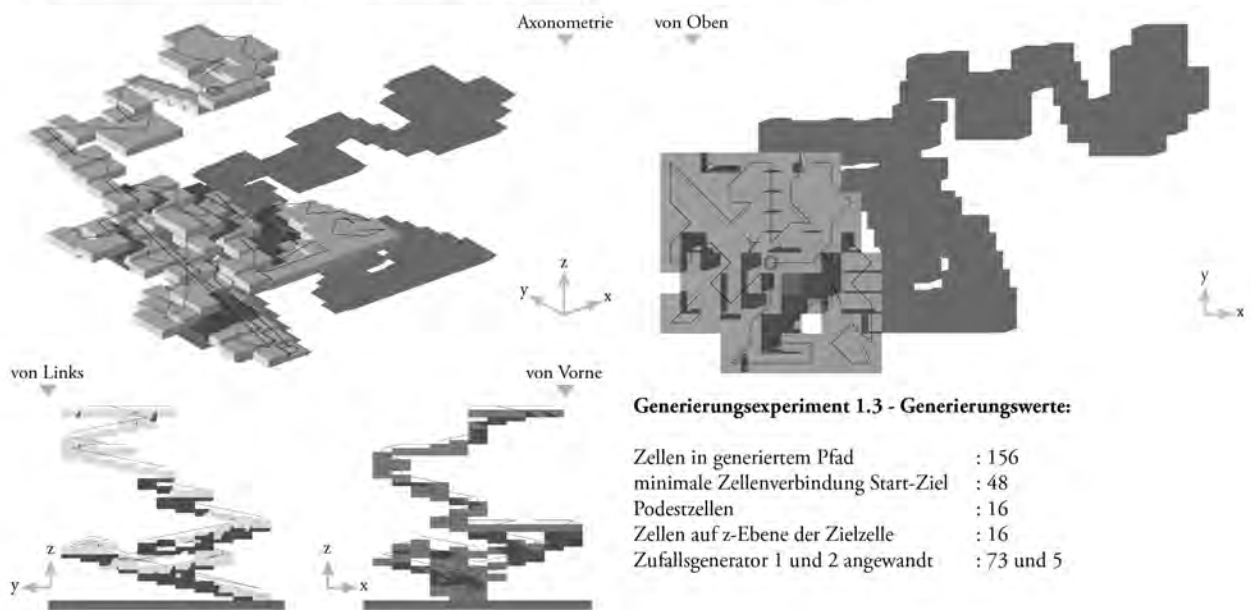 Axonometrie
von Oben
z
y
x
y
x
von Links
von Vorne
z
y
z
x
Generierungsexperiment 1.3 - Generierungswerte:
Zellen in generiertem Pfad : 156
minimale Zellenverbindung Start-Ziel : 48
Podestzellen : 16
Zellen auf z-Ebene der Zielzelle : 16
Zufallsgenerator 1 und 2 angewandt : 73 und 5